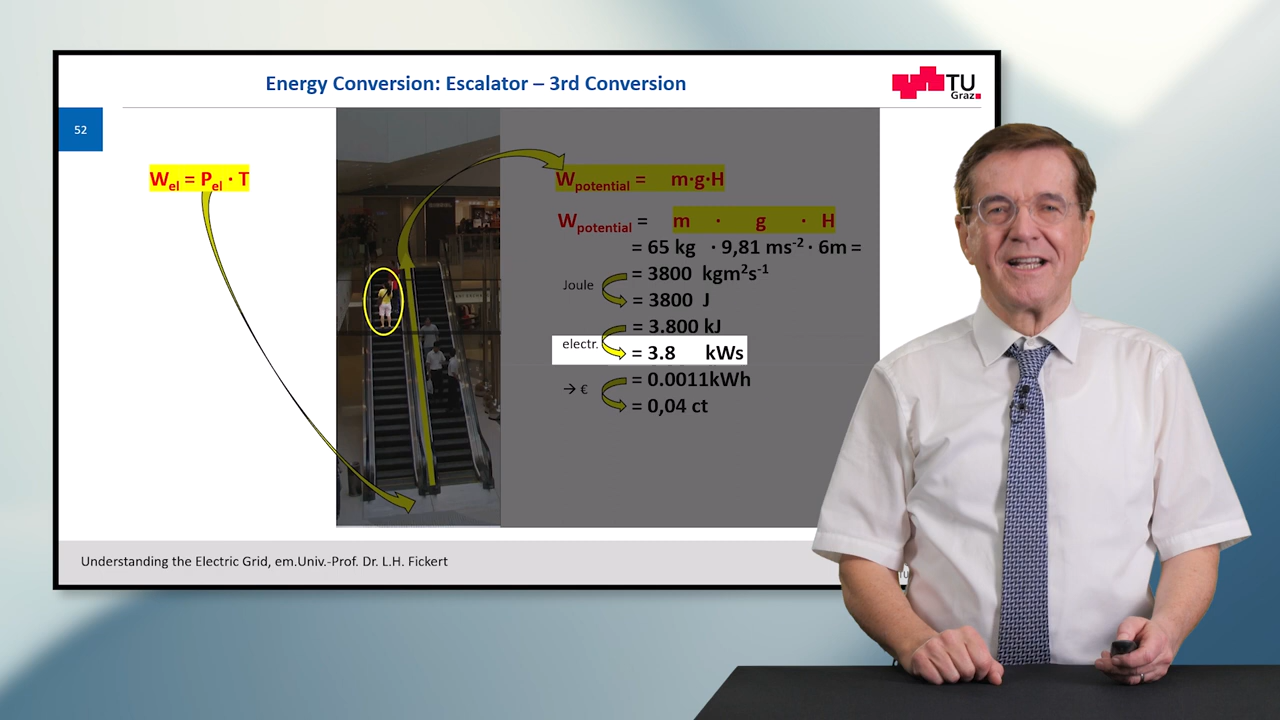 Energy Conversion: Escalator – 3rd Conversion
TU
Graz
52
Wel = Pel · T
Wpotential = m·g·H
Wpotential = m · g · H
= 65 kg · 9,81 ms-2 · 6m =
= 3800 kgm2s-1
Joule
= 3800 J
= 3.800 kJ
electr.
= 3.8 kWs
= 0.0011kWh
→ €
= 0,04 ct
Understanding the Electric Grid, em.Univ.-Prof. Dr. L.H. Fickert